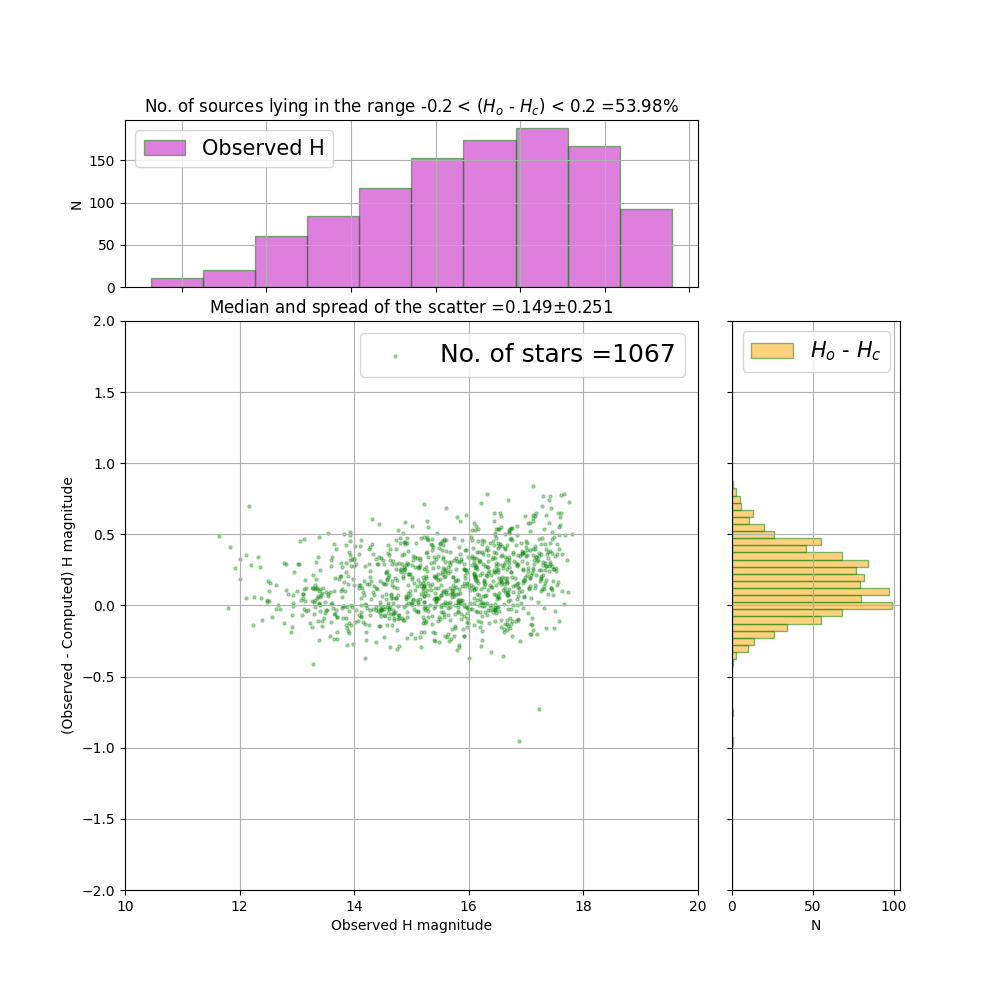 No. of sources lying in the range -0.2 < (Hₒ - H_c) < 0.2 =53.98%
Observed H
150
100
50
0
N
Median and spread of the scatter =0.149±0.251
No. of stars =1067
Hₒ - H_c
2.0
1.5
1.0
0.5
0.0
−0.5
−1.0
−1.5
−2.0
(Observed - Computed) H magnitude
10 12 14 16 18 20
Observed H magnitude
0 50 100
N